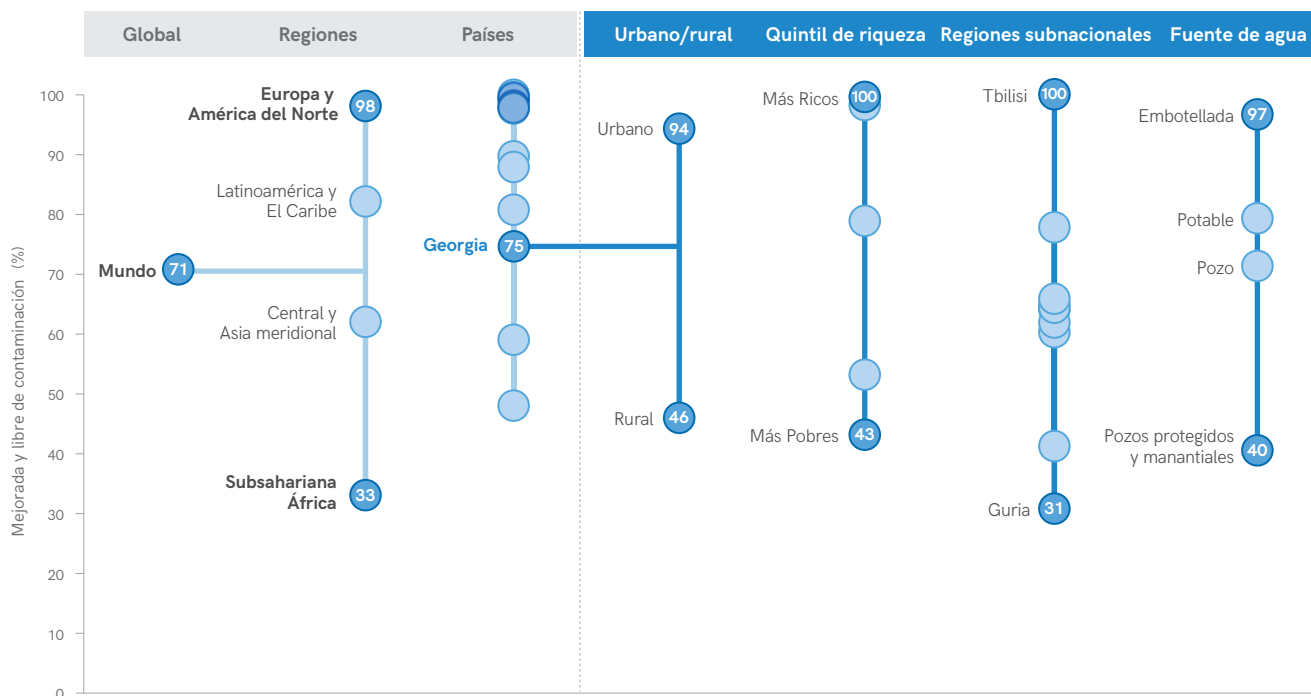 Global
Regiones
Países
Urbano/rural
Quintil de riqueza
Regiones subnacionales
Fuente de agua
Mejorada y libre de contaminación (%)
100
90
80
70
60
50
40
30
20
10
0
Mundo
71
Europa y
América del Norte
98
Latinoamérica y
El Caribe
Central y
Asia meridional
Subsahariana
África
33
Georgia
75
Urbano
94
Rural
46
Más Ricos
100
Más Pobres
43
Tbilisi
100
Guria
31
Embotellada
97
Potable
Pozo
Pozos protegidos
y manantiales
40